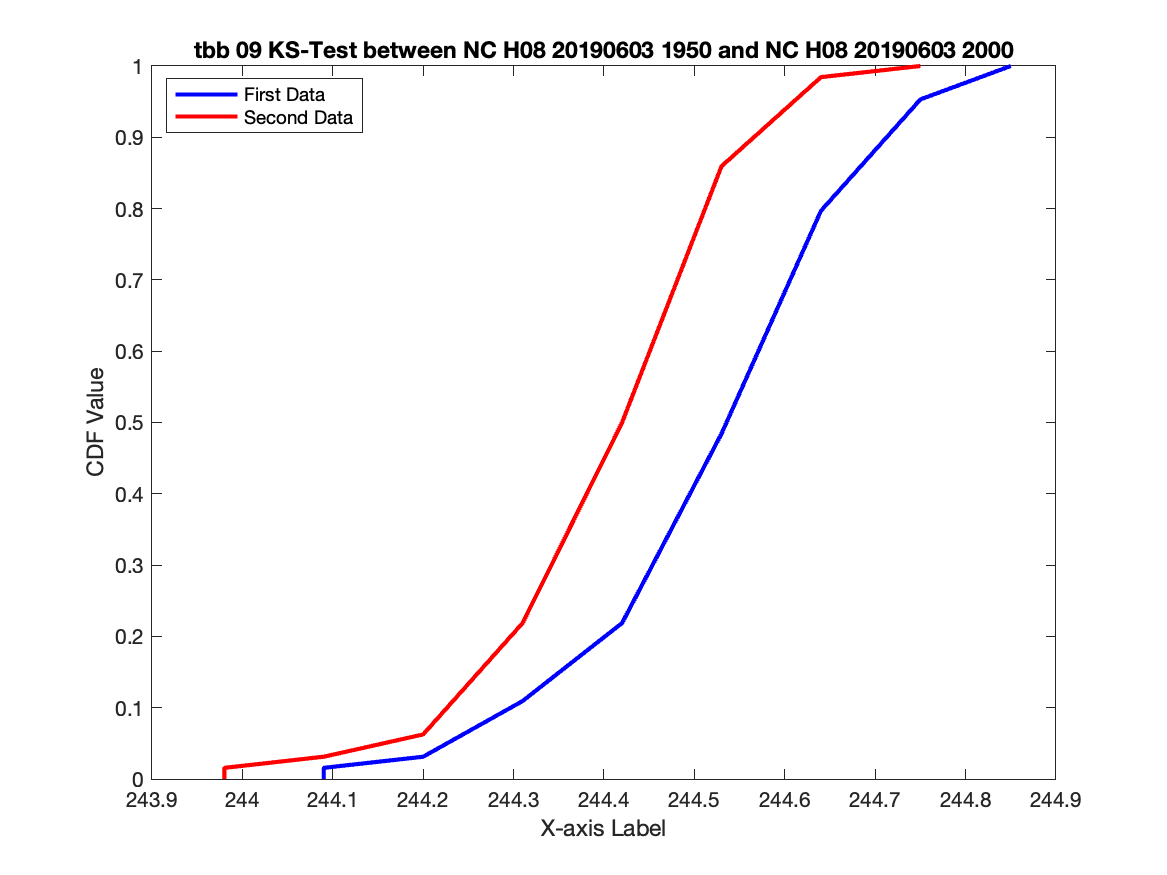 tbb 09 KS-Test between NC H08 20190603 1950 and NC H08 20190603 2000
First Data
Second Data
1
0.9
0.8
0.7
0.6
0.5
0.4
0.3
0.2
0.1
0
CDF Value
243.9 244 244.1 244.2 244.3 244.4 244.5 244.6 244.7 244.8 244.9
X-axis Label